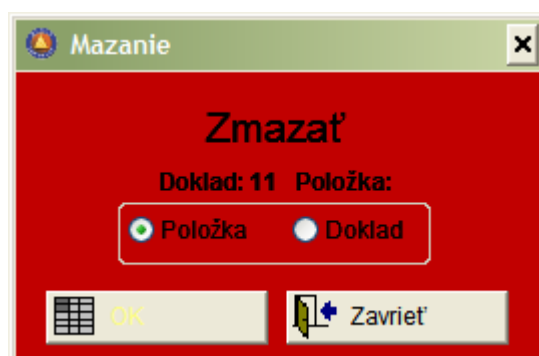 Mazanie
Zmazať
Doklad: 11 Položka:
Položka Doklad
OK Zavrieť